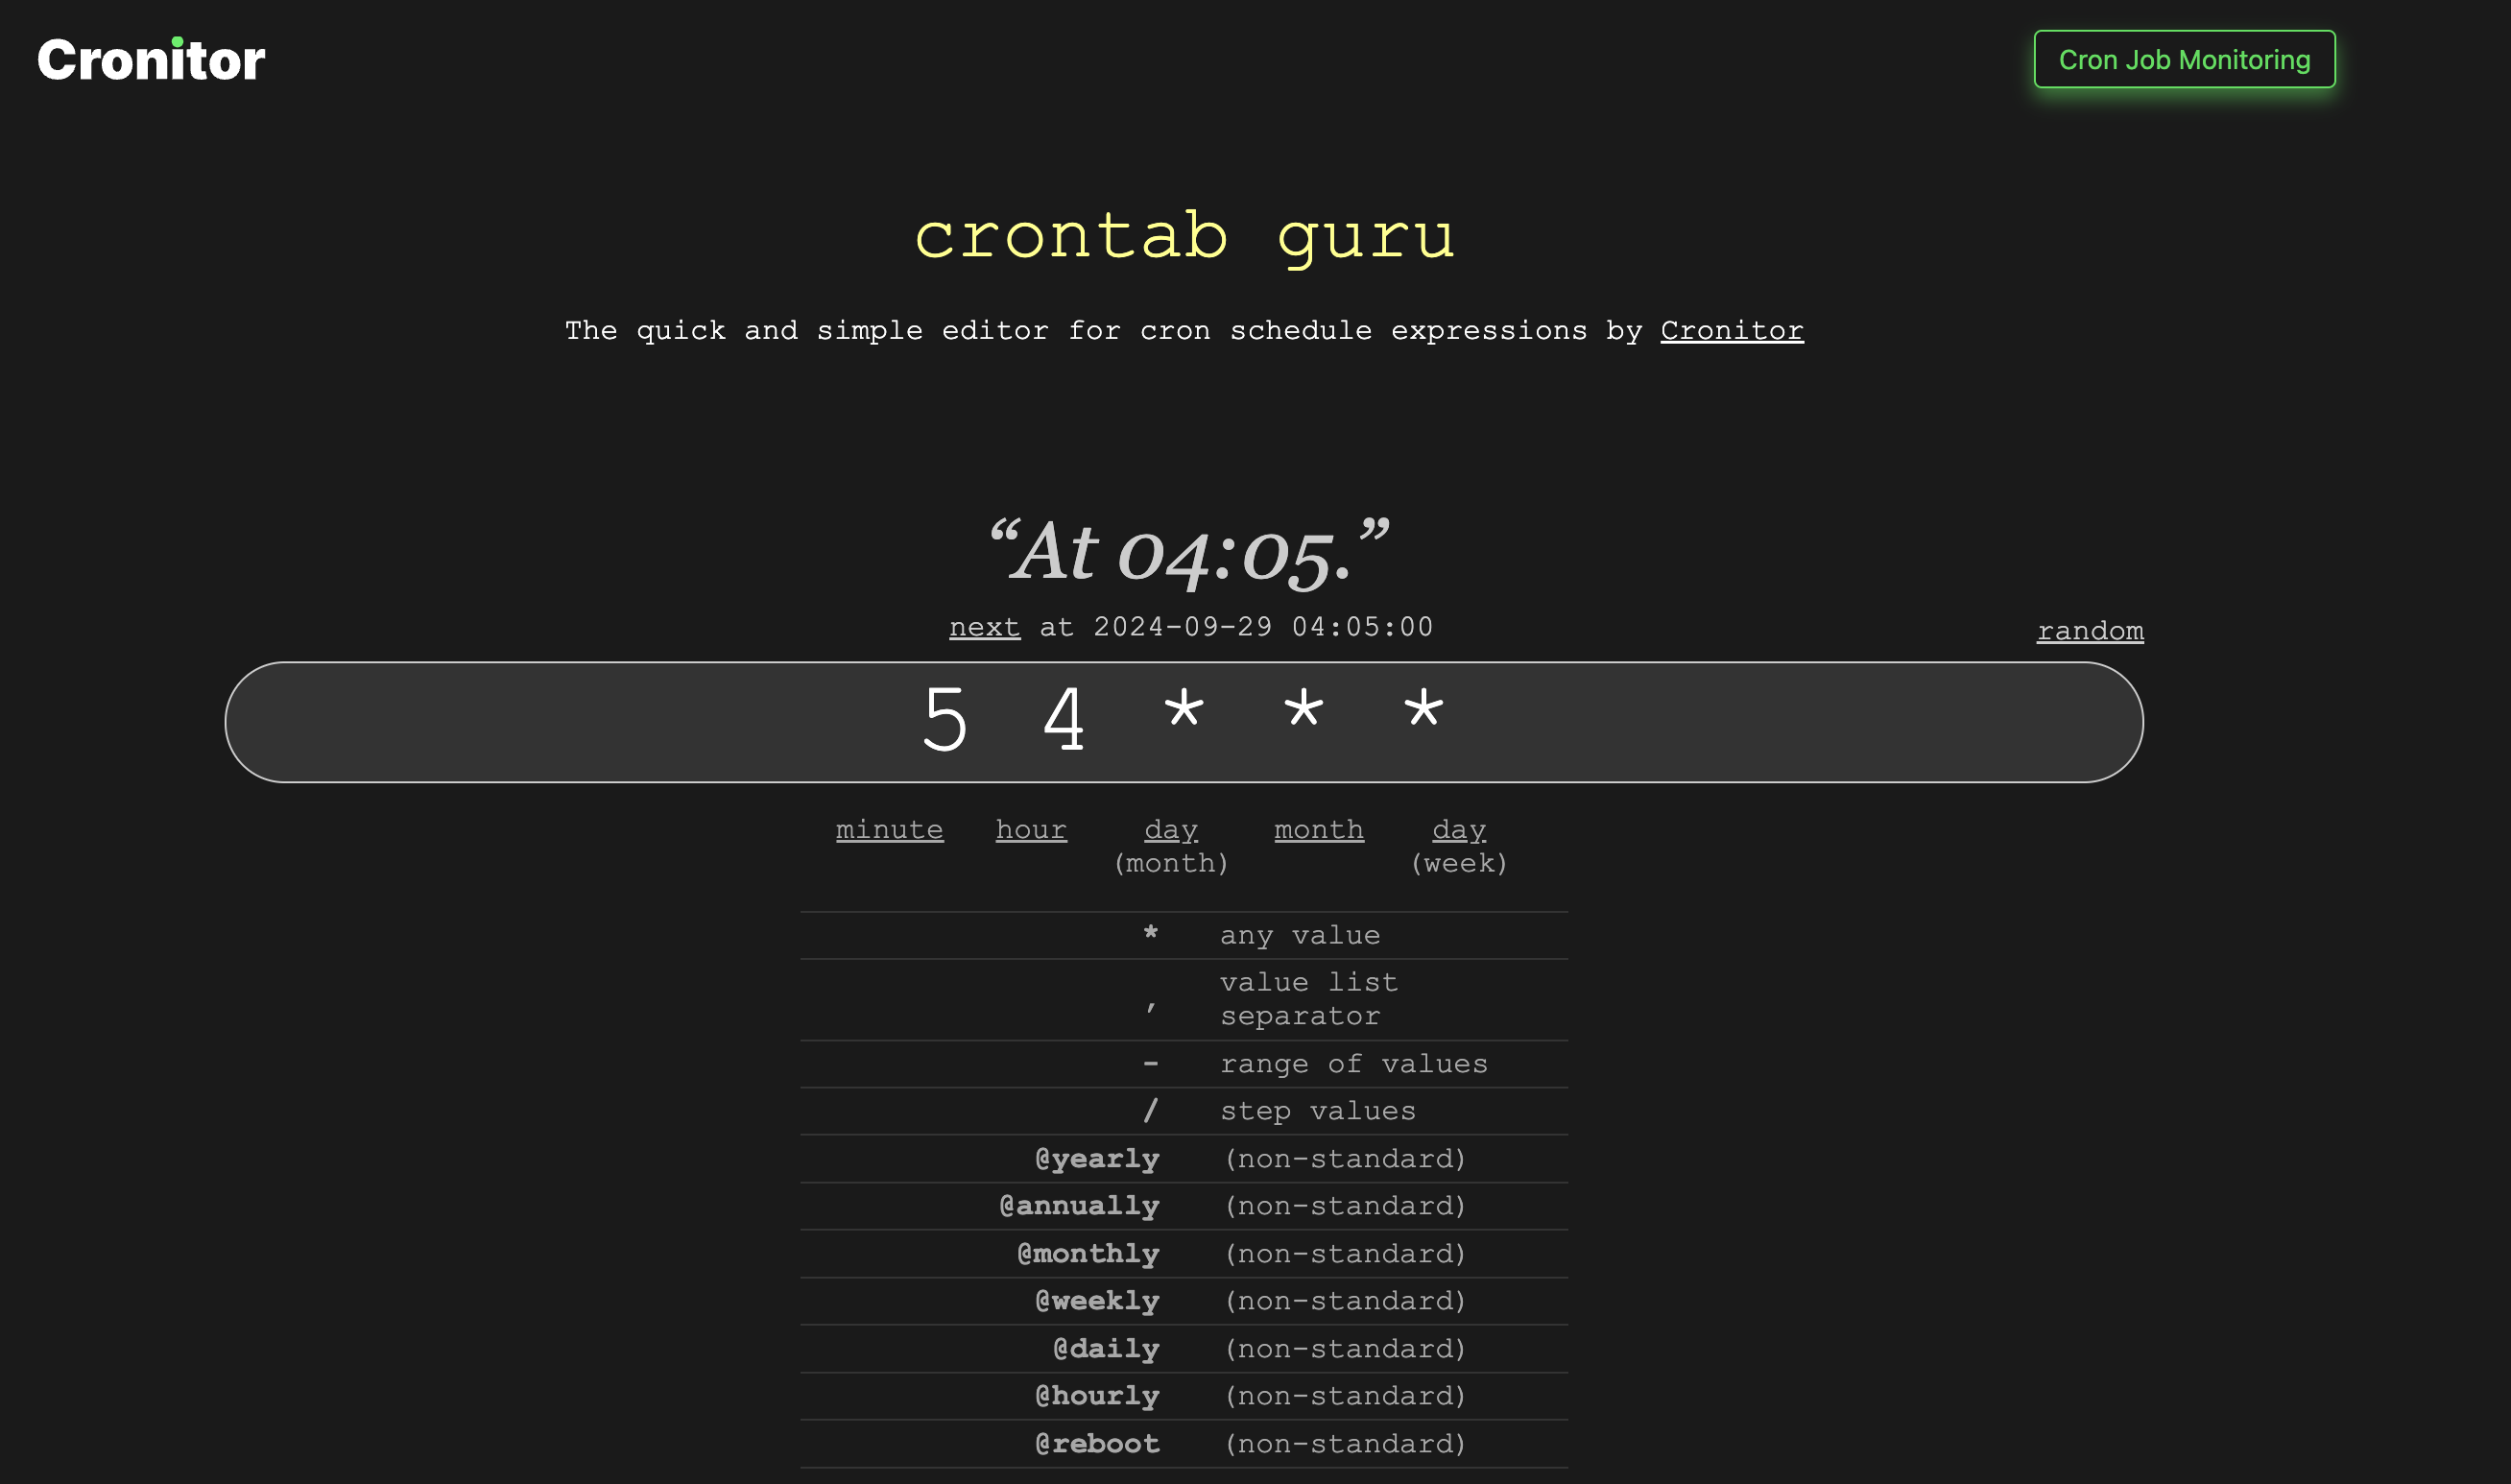 Cronitor
Cron Job Monitoring
crontab guru
The quick and simple editor for cron schedule expressions by Cronitor
“At 04:05.”
next at 2024-09-29 04:05:00
random
5 4 * * *
minute hour day month day
(month) (week)
* any value
, value list
separator
- range of values
/ step values
@yearly (non-standard)
@annually (non-standard)
@monthly (non-standard)
@weekly (non-standard)
@daily (non-standard)
@hourly (non-standard)
@reboot (non-standard)